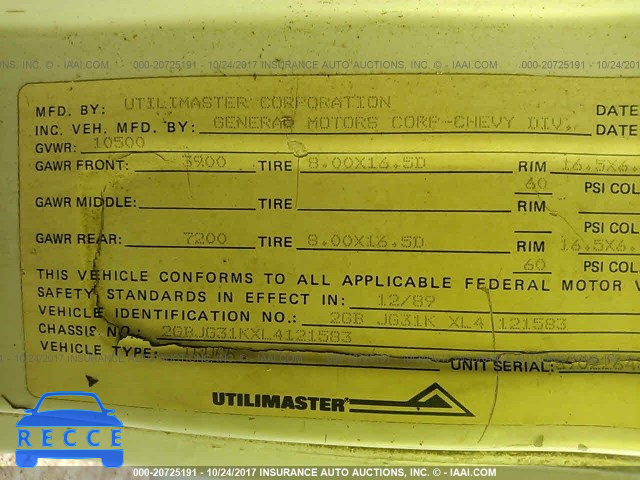 000-20725191 - 10/24/2017 INSURANCE AUTO AUCTIONS, INC. - © IAAI.COM
MFD. BY: UTILIMASTER CORPORATION DATE
INC. VEH. MFD. BY: GENERAL MOTORS CORP-CHEVY DIV. DATE
GVWR: 10500
GAWR FRONT: 3900 TIRE 8.00X16.5D RIM 16.5X6.
60 PSI COL
GAWR MIDDLE: TIRE RIM
PSI COL
GAWR REAR: 7200 TIRE 8.00X16.5D RIM 16.5X6.
60 PSI COL
THIS VEHICLE CONFORMS TO ALL APPLICABLE FEDERAL MOTOR V
SAFETY STANDARDS IN EFFECT IN: 12/89
VEHICLE IDENTIFICATION NO.: 2GB JG31K XL4 121583
CHASSIS NO.: 2GBJG31KXL4121583
VEHICLE TYPE: TRUCK
UNIT SERIAL:
UTILIMASTER
RECCE
000-20725191 - 10/24/2017 INSURANCE AUTO AUCTIONS, INC. - © IAAI.COM